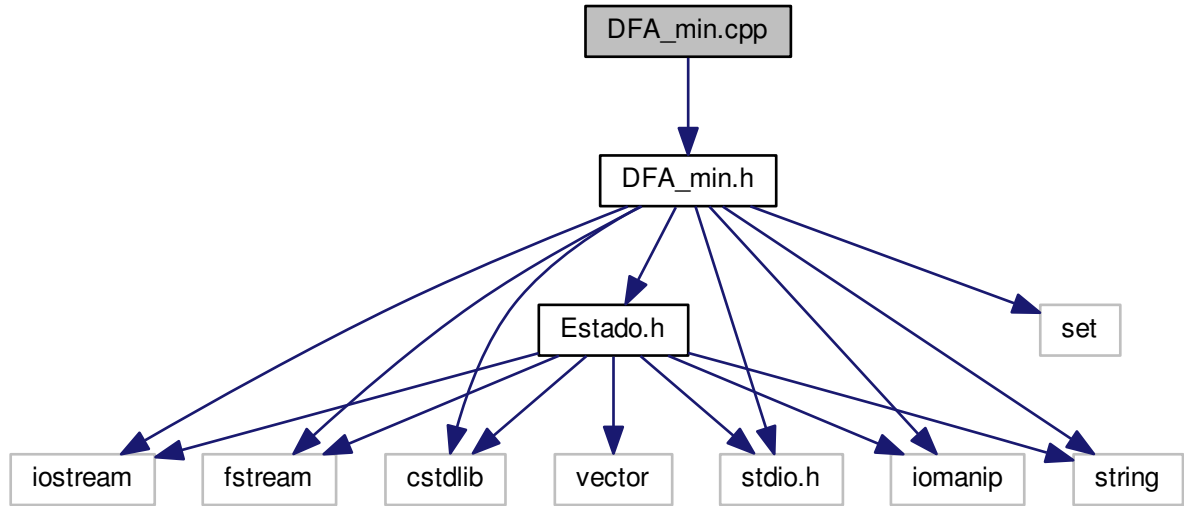 DFA_min.cpp
DFA_min.h
Estado.h
set
iostream
fstream
cstdlib
vector
stdio.h
iomanip
string